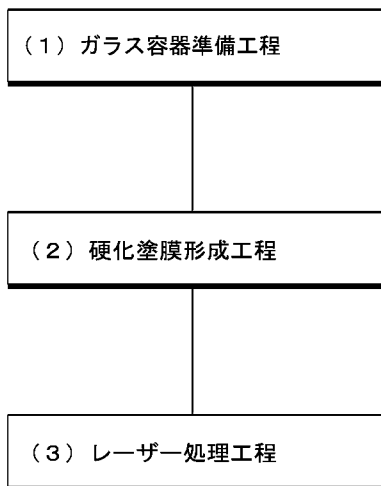 （１）ガラス容器準備工程
（２）硬化塗膜形成工程
（３）レーザー処理工程